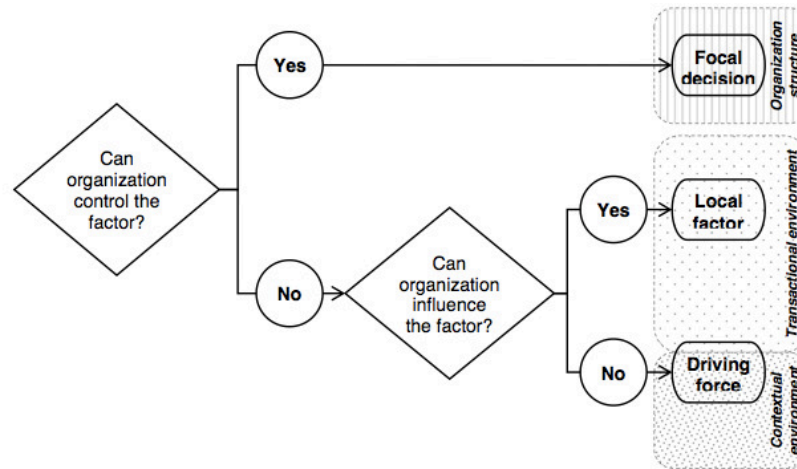 Can
organization
control the
factor?
Yes
Focal
decision
Organization
structure
No
Can
organization
influence
the factor?
Yes
Local
factor
Transactional environment
No
Driving
force
Contextual
environment